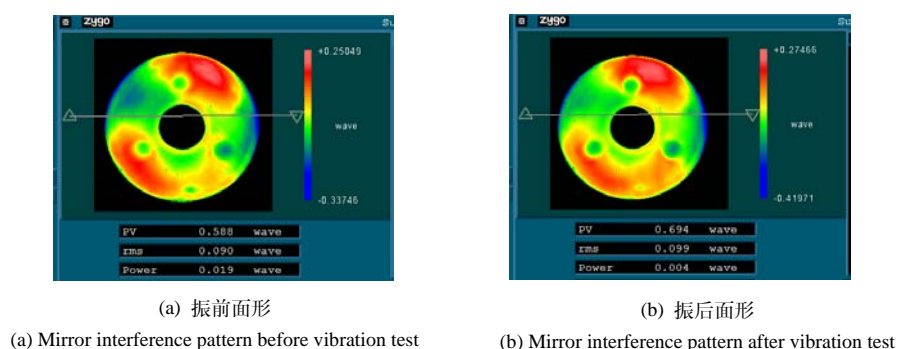 zygo
Su
+0.25049
wave
-0.33746
PV 0.588 wave
rms 0.090 wave
Power 0.019 wave
(a) 振前面形
(a) Mirror interference pattern before vibration test
zygo
Su
+0.27466
wave
-0.41971
PV 0.694 wave
rms 0.099 wave
Power 0.004 wave
(b) 振后面形
(b) Mirror interference pattern after vibration test